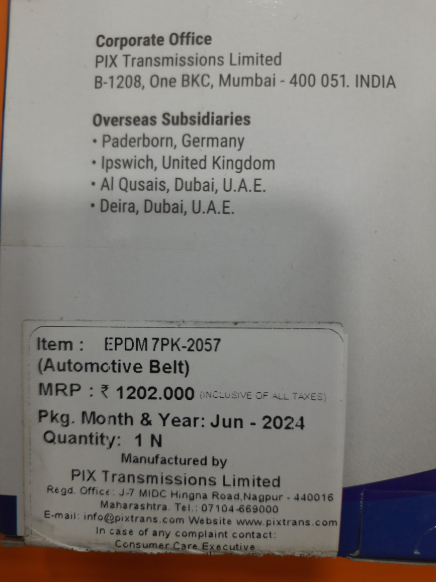 Corporate Office
PIX Transmissions Limited
B-1208, One BKC, Mumbai - 400 051. INDIA
Overseas Subsidiaries
• Paderborn, Germany
• Ipswich, United Kingdom
• Al Qusais, Dubai, U.A.E.
• Deira, Dubai, U.A.E.
Item : EPDM 7PK-2057
(Automotive Belt)
MRP : ₹ 1202.000 (INCLUSIVE OF ALL TAXES)
Pkg. Month & Year: Jun - 2024
Quantity: 1 N
Manufactured by
PIX Transmissions Limited
Regd. Office: J-7 MIDC Hingna Road,Nagpur - 440016
Maharashtra. Tel.: 07104-669000
E-mail: info@pixtrans.com Website www.pixtrans.com
In case of any complaint contact:
Consumer Care Executive